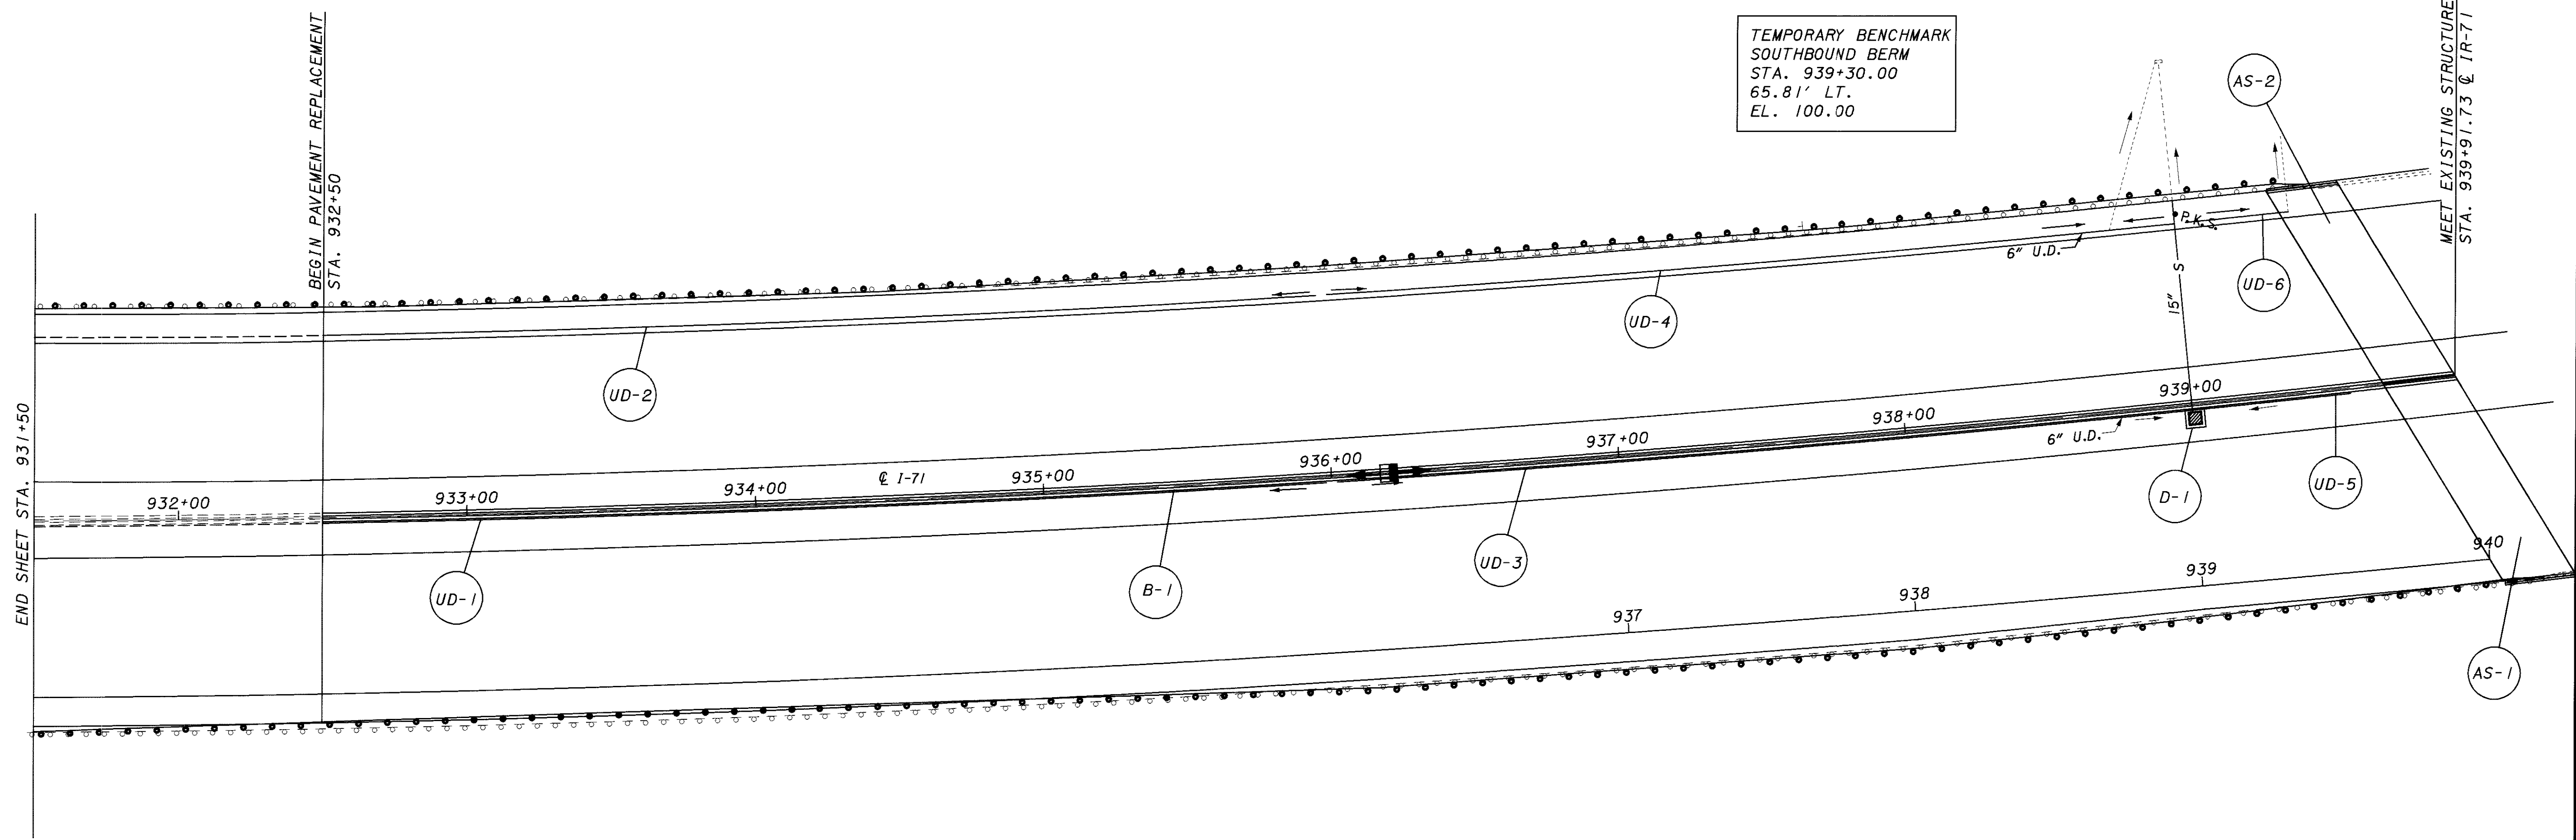 TEMPORARY BENCHMARK
SOUTHBOUND BERM
STA. 939+30.00
65.81' LT.
EL. 100.00
BEGIN PAVEMENT REPLACEMENT
STA. 932+50
MEET EXISTING STRUCTURE
STA. 939+91.73 ℄ IR-71
END SHEET STA. 931+50
AS-2
P.K.S.
6" U.D.
UD-6
15" S
UD-4
UD-2
932+00
933+00
934+00
℄ I-71
935+00
936+00
937+00
938+00
939+00
6" U.D.
D-1
UD-5
UD-3
B-1
UD-1
937
938
939
940
AS-1